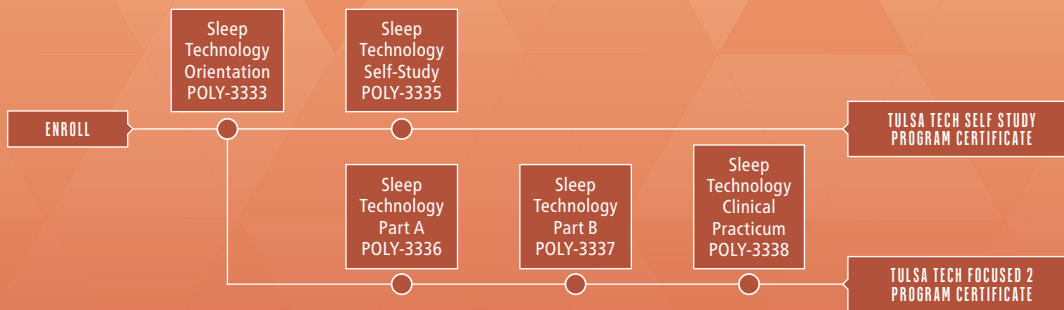 Sleep
Technology
Orientation
POLY-3333
Sleep
Technology
Self-Study
POLY-3335
ENROLL
TULSA TECH SELF STUDY
PROGRAM CERTIFICATE
Sleep
Technology
Part A
POLY-3336
Sleep
Technology
Part B
POLY-3337
Sleep
Technology
Clinical
Practicum
POLY-3338
TULSA TECH FOCUSED 2
PROGRAM CERTIFICATE